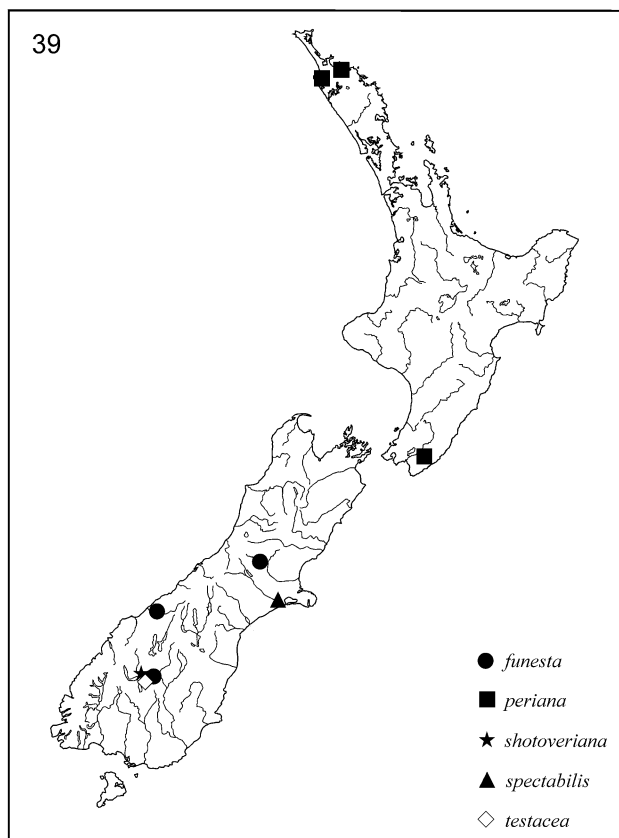 39
funesta
periana
shotoveriana
spectabilis
testacea